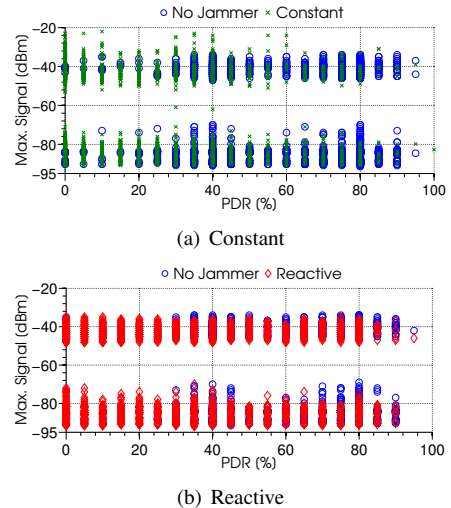 No Jammer Constant
Max. Signal (dBm)
−20
−40
−60
−80
−95
0 20 40 60 80 100
PDR (%)
(a) Constant
No Jammer Reactive
Max. Signal (dBm)
−20
−40
−60
−80
−95
0 20 40 60 80 100
PDR (%)
(b) Reactive